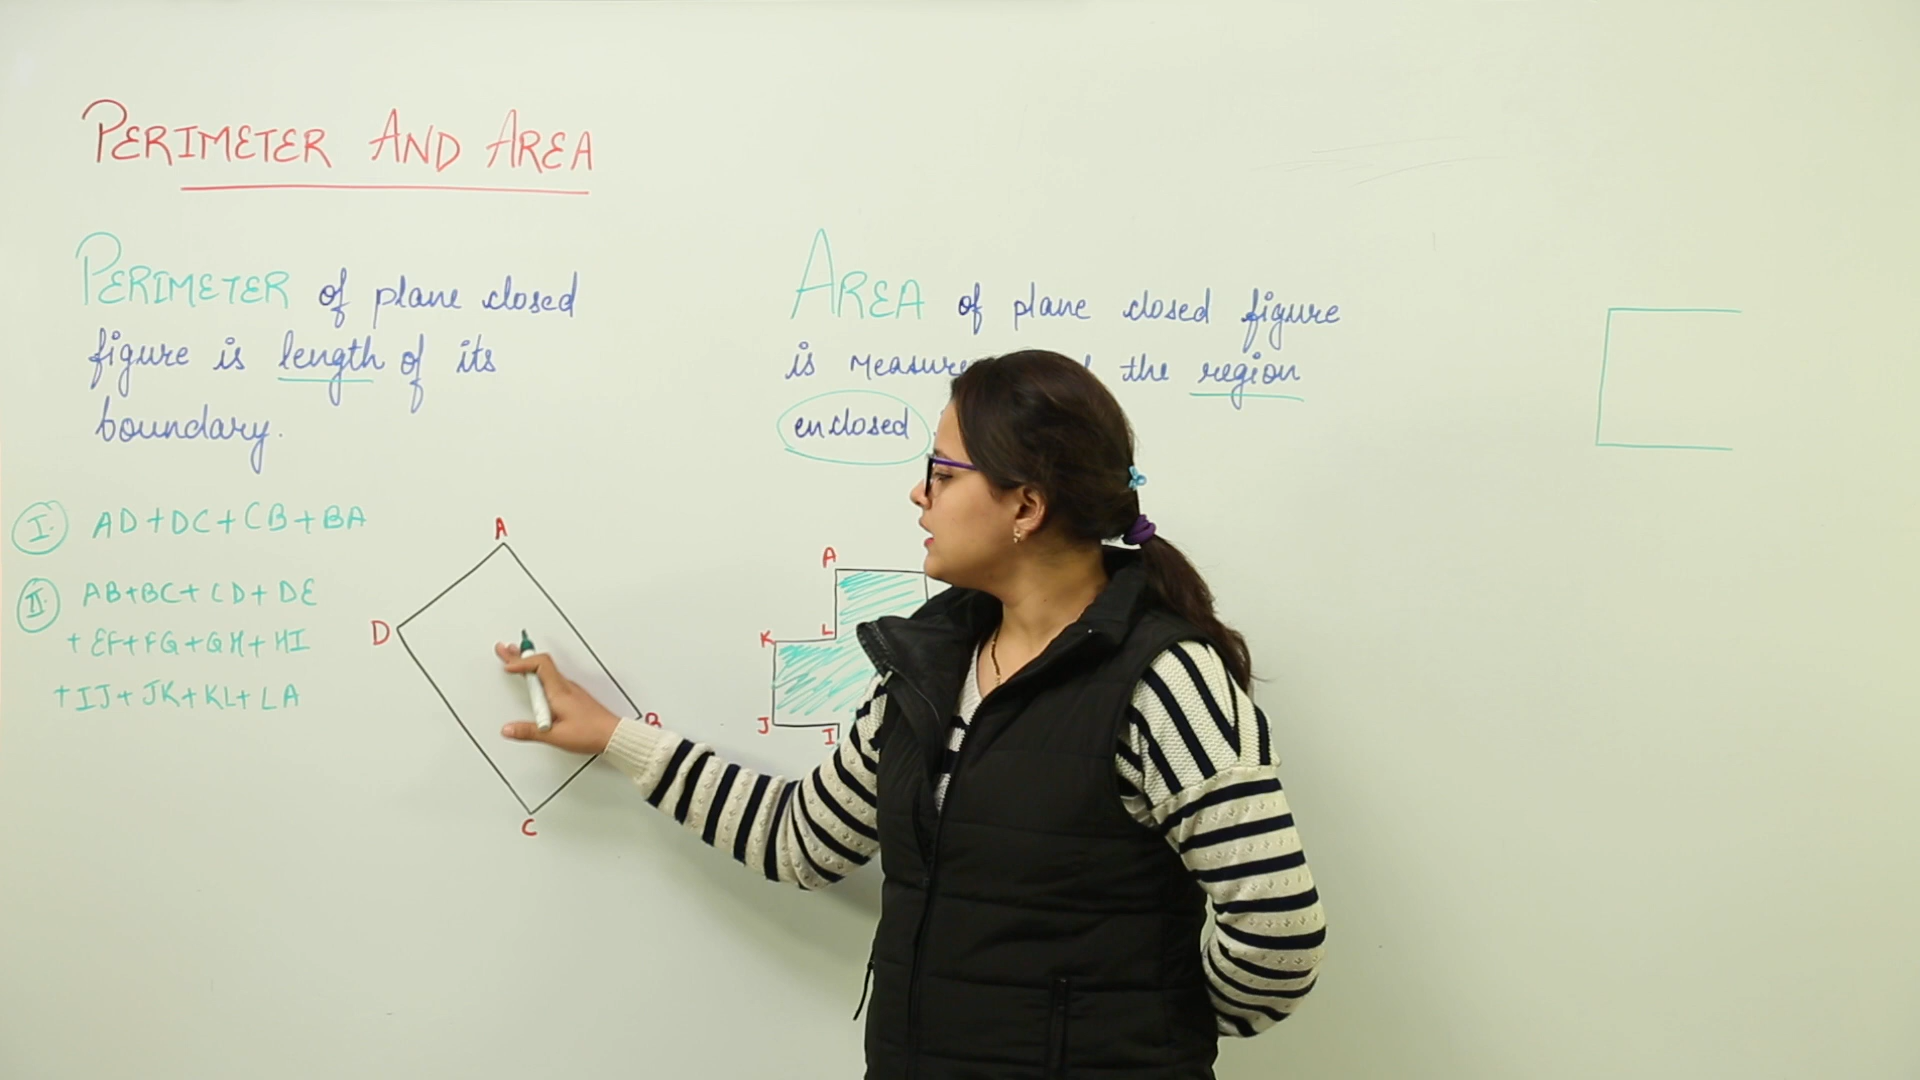 PERIMETER AND AREA
PERIMETER of plane closed
figure is length of its
boundary.
AREA of plane closed figure
is measure the region
enclosed
I. AD+DC+CB+BA
II. AB+BC+CD+DE
+EF+FG+GH+HI
+IJ+JK+KL+LA
A
D
B
C
A
K
L
J
I